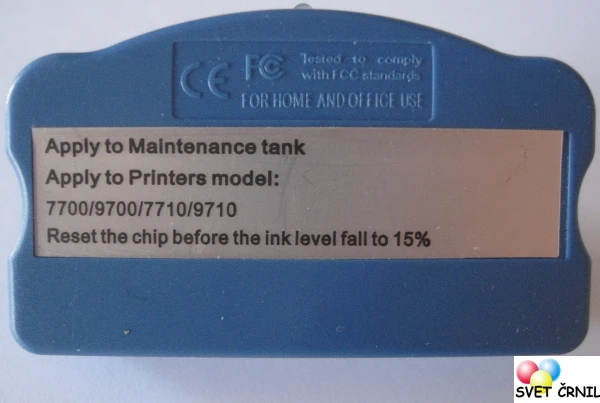 CE FC Tested to comply
with FCC standards
FOR HOME AND OFFICE USE
Apply to Maintenance tank
Apply to Printers model:
7700/9700/7710/9710
Reset the chip before the ink level fall to 15%
SVET ČRNIL